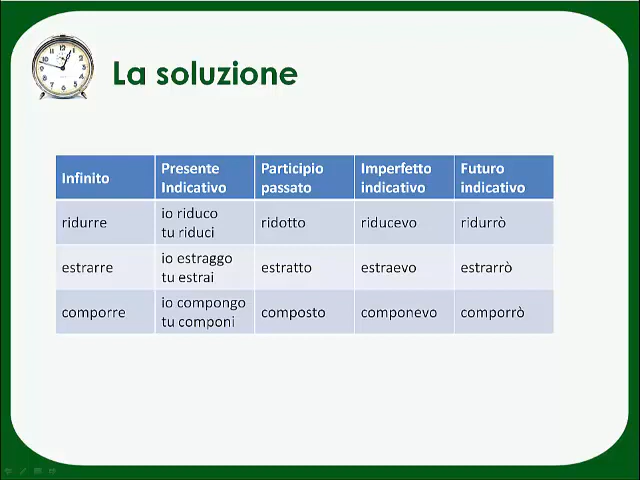 La soluzione
Infinito
Presente
Indicativo
Participio
passato
Imperfetto
indicativo
Futuro
indicativo
ridurre
io riduco
tu riduci
ridotto
riducevo
ridurrò
estrarre
io estraggo
tu estrai
estratto
estraevo
estrarrò
comporre
io compongo
tu componi
composto
componevo
comporrò